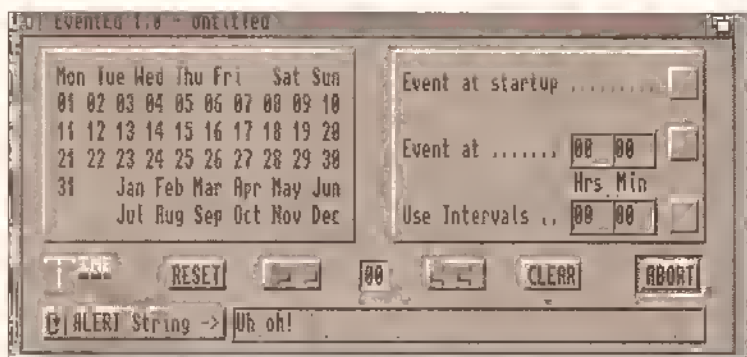 EventEd 1.0 - Untitled
Mon Tue Wed Thu Fri Sat Sun
01 02 03 04 05 06 07 08 09 10
11 12 13 14 15 16 17 18 19 20
21 22 23 24 25 26 27 28 29 30
31 Jan Feb Mar Apr May Jun
Jul Aug Sep Oct Nov Dec
Event at startup .........
Event at ....... 00 00
Hrs Min
Use Intervals .. 00 00
RESET 00 CLEAR ABORT
ALERT String -> Uh oh!